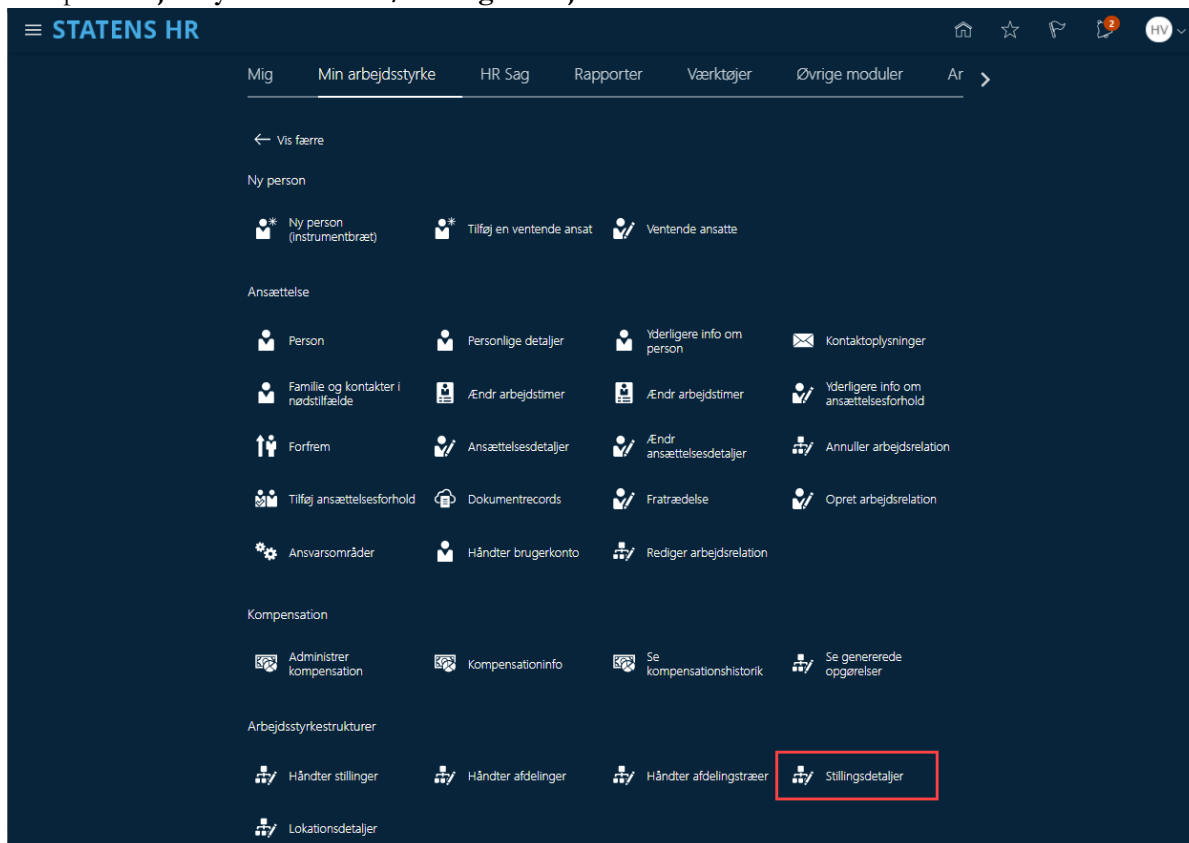 STATENS HR
2
HV
Mig Min arbejdsstyrke HR Sag Rapporter Værktøjer Øvrige moduler Ar
Vis færre
Ny person
Ny person
(instrumentbræt)
Tilføj en ventende ansat
Ventende ansatte
Ansættelse
Person
Personlige detaljer
Yderligere info om
person
Kontaktoplysninger
Familie og kontakter i
nødstilfælde
Ændr arbejdstimer
Ændr arbejdstimer
Yderligere info om
ansættelsesforhold
Forfrem
Ansættelsesdetaljer
Ændr
ansættelsesdetaljer
Annuller arbejdsrelation
Tilføj ansættelsesforhold
Dokumentrecords
Fratrædelse
Opret arbejdsrelation
Ansvarsområder
Håndter brugerkonto
Rediger arbejdsrelation
Kompensation
Administrer
kompensation
Kompensationinfo
Se
kompensationshistorik
Se genererede
opgørelser
Arbejdsstyrkestrukturer
Håndter stillinger
Håndter afdelinger
Håndter afdelingstræer
Stillingsdetaljer
Lokationsdetaljer